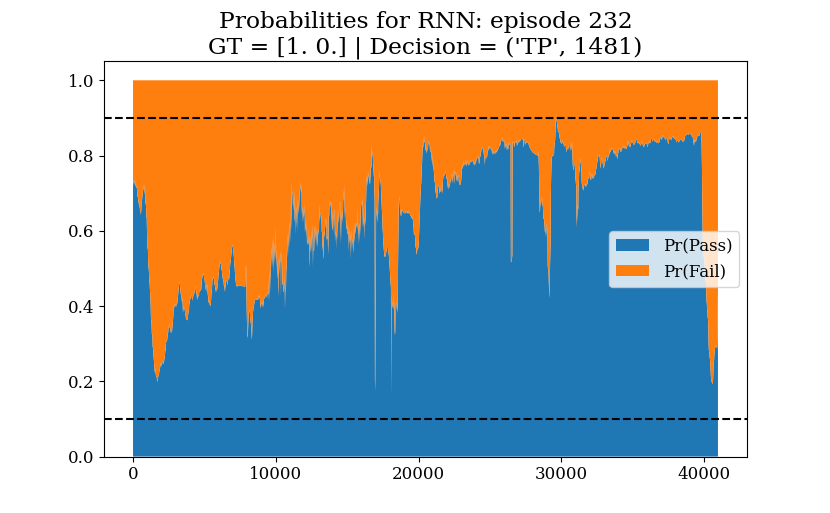 Probabilities for RNN: episode 232
GT = [1. 0.] | Decision = ('TP', 1481)
1.0
0.8
0.6
0.4
0.2
0.0
Pr(Pass)
Pr(Fail)
0
10000
20000
30000
40000